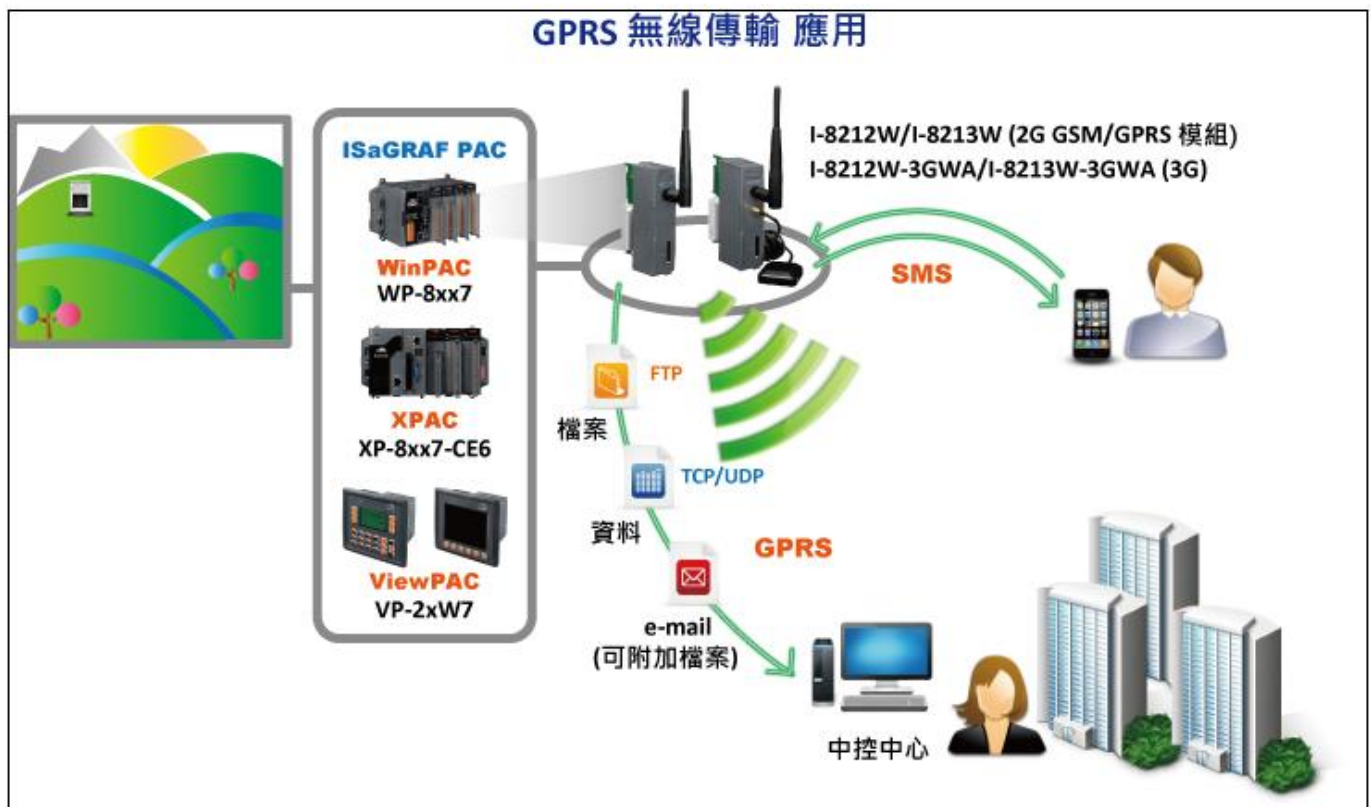 GPRS 無線傳輸 應用
I-8212W/I-8213W (2G GSM/GPRS 模組)
I-8212W-3GWA/I-8213W-3GWA (3G)
ISaGRAF PAC
WinPAC
WP-8xx7
XPAC
XP-8xx7-CE6
ViewPAC
VP-2xW7
SMS
FTP
檔案
TCP/UDP
資料
GPRS
e-mail
(可附加檔案)
中控中心